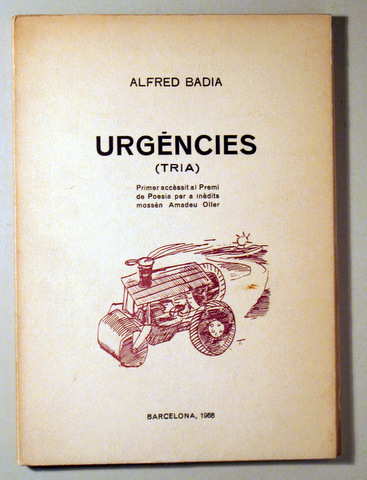 ALFRED BADIA
URGÈNCIES
(TRIA)
Primer accèssit al Premi
de Poesia per a inèdits
mossèn Amadeu Oller
T.
BARCELONA, 1968